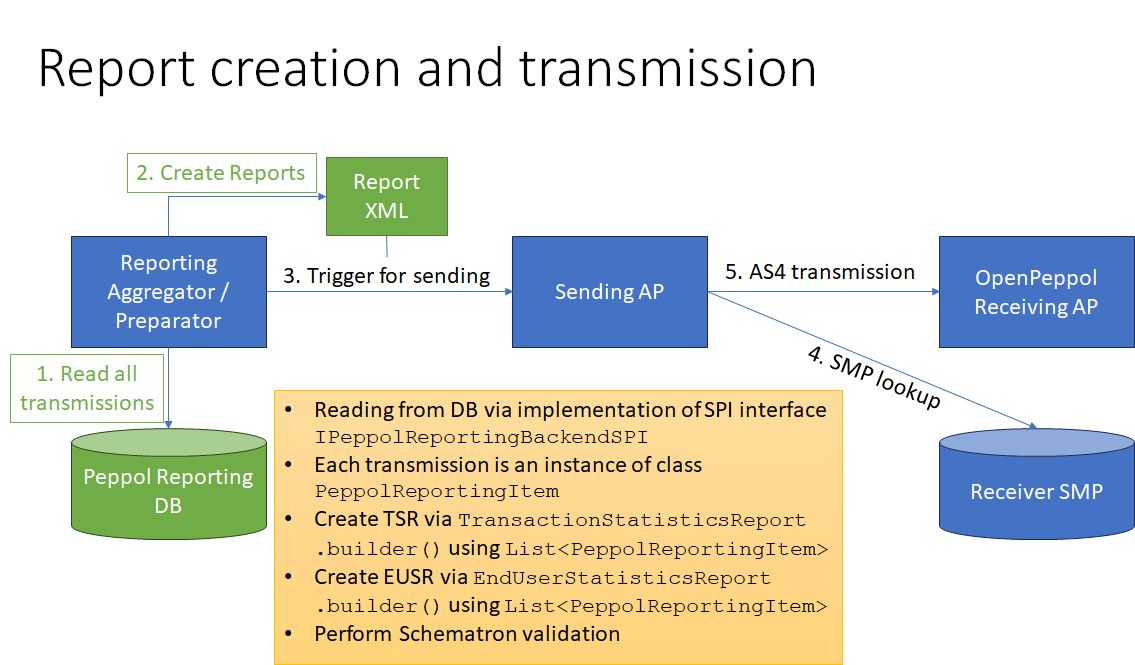 Report creation and transmission
2. Create Reports
Report
XML
Reporting
Aggregator /
Preparator
3. Trigger for sending
Sending AP
5. AS4 transmission
OpenPeppol
Receiving AP
4. SMP lookup
1. Read all
transmissions
Peppol Reporting
DB
Receiver SMP
• Reading from DB via implementation of SPI interface
IPeppolReportingBackendSPI
• Each transmission is an instance of class
PeppolReportingItem
• Create TSR via TransactionStatisticsReport
.builder() using List<PeppolReportingItem>
• Create EUSR via EndUserStatisticsReport
.builder() using List<PeppolReportingItem>
• Perform Schematron validation